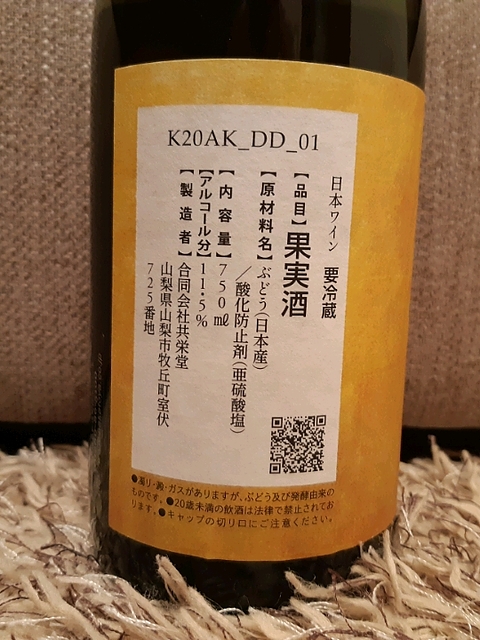 K20AK_DD_01
日本ワイン　要冷蔵
【品目】果実酒
【原材料名】ぶどう(日本産)
／酸化防止剤(亜硫酸塩)
【内容量】750㎖
【アルコール分】11.5%
【製造者】合同会社共栄堂
山梨県山梨市牧丘町室伏
725番地
●濁り・澱・ガスがありますが、ぶどう及び発酵由来の
ものです。●20歳未満の飲酒は法律で禁止されてお
ります。●キャップの切り口にご注意ください。